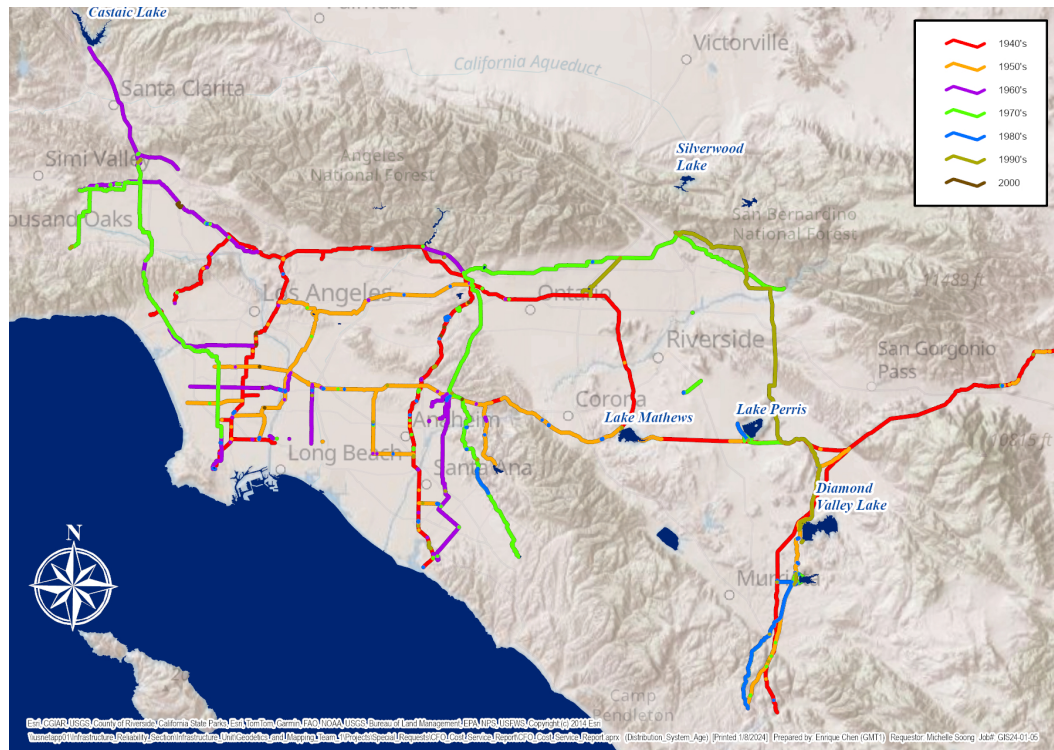 Castaic Lake
Palmdale
Victorville
California Aqueduct
Santa Clarita
Simi Valley
Angeles
National Forest
Silverwood
Lake
San Bernardino
National Forest
ousand Oaks
Los Angeles
Ontario
Riverside
San Gorgonio
Pass
Corona
Lake Mathews
Lake Perris
Anaheim
Long Beach
Santa Ana
Diamond
Valley Lake
Murrieta
Camp
Pendleton
N
1940's
1950's
1960's
1970's
1980's
1990's
2000
Esri, CGIAR, USGS, County of Riverside, California State Parks, Esri, TomTom, Garmin, FAO, NOAA, USGS, Bureau of Land Management, EPA, NPS, USFWS, Copyright (c) 2014 Esri
(Distribution_System_Age) [Printed 1/8/2024] Prepared by: Enrique Chen (GMT1) Requestor: Michelle Soong Job#: GIS24-01-05